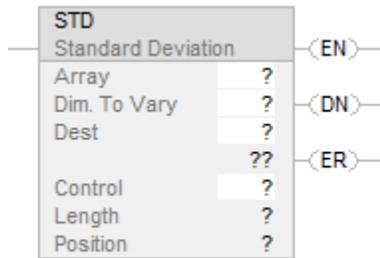 STD
Standard Deviation
(EN)
Array ?
Dim. To Vary ?
(DN)
Dest ?
??
(ER)
Control ?
Length ?
Position ?